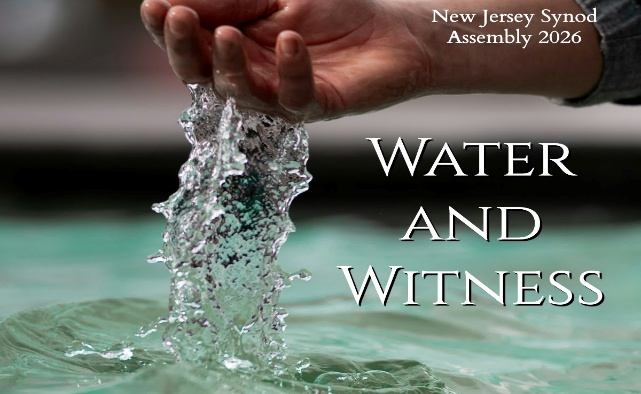 New Jersey Synod
Assembly 2026
Water
and
Witness